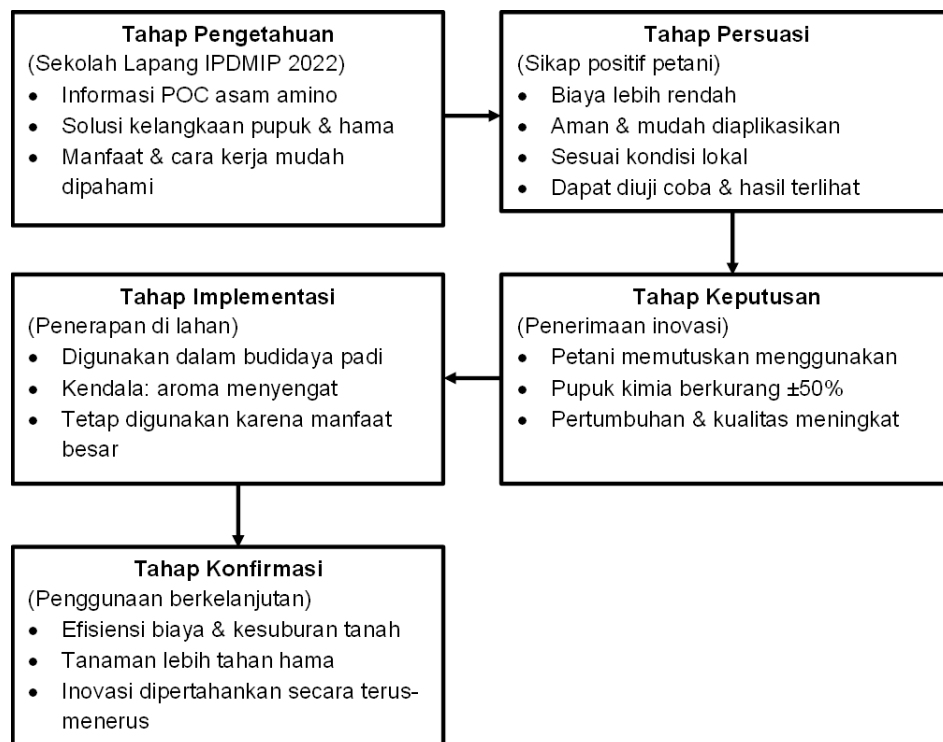 Tahap Pengetahuan
(Sekolah Lapang IPDMIP 2022)
• Informasi POC asam amino
• Solusi kelangkaan pupuk & hama
• Manfaat & cara kerja mudah
dipahami
Tahap Persuasi
(Sikap positif petani)
• Biaya lebih rendah
• Aman & mudah diaplikasikan
• Sesuai kondisi lokal
• Dapat diuji coba & hasil terlihat
Tahap Keputusan
(Penerimaan inovasi)
• Petani memutuskan menggunakan
• Pupuk kimia berkurang ±50%
• Pertumbuhan & kualitas meningkat
Tahap Implementasi
(Penerapan di lahan)
• Digunakan dalam budidaya padi
• Kendala: aroma menyengat
• Tetap digunakan karena manfaat
besar
Tahap Konfirmasi
(Penggunaan berkelanjutan)
• Efisiensi biaya & kesuburan tanah
• Tanaman lebih tahan hama
• Inovasi dipertahankan secara terus-
menerus